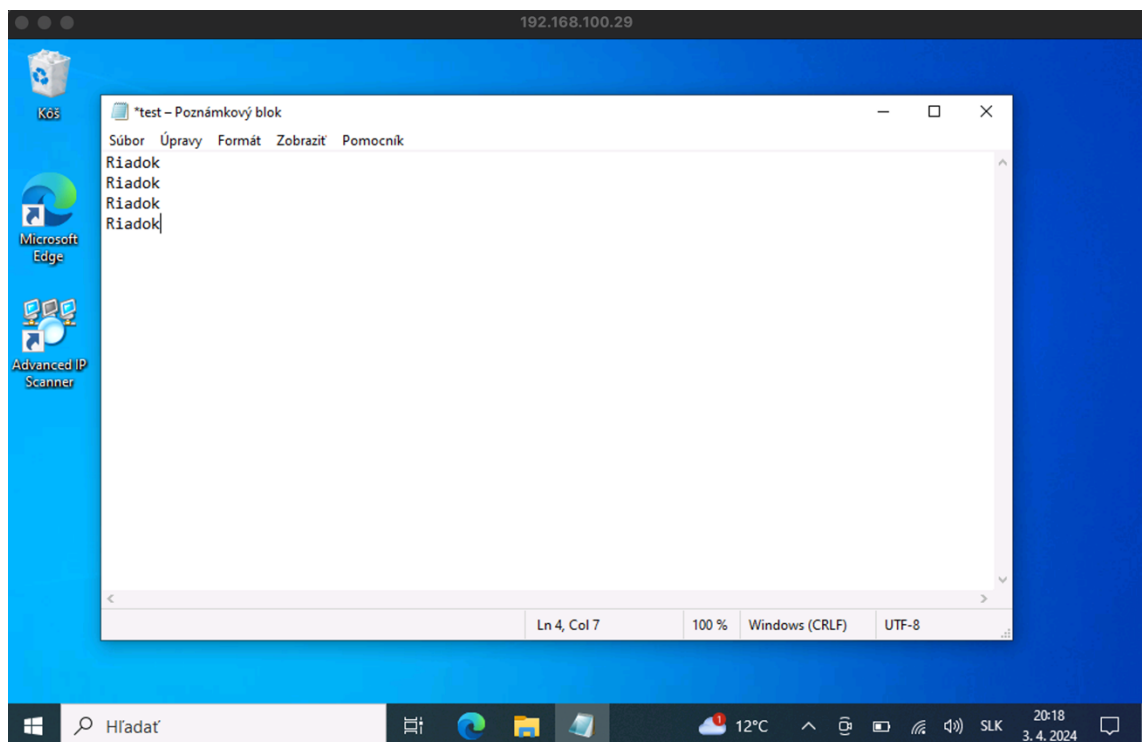 192.168.100.29
Kôš
*test – Poznámkový blok
Súbor Úpravy Formát Zobraziť Pomocník
Riadok
Riadok
Riadok
Riadok
Microsoft
Edge
Advanced IP
Scanner
Ln 4, Col 7 100 % Windows (CRLF) UTF-8
Hľadať 1 12°C SLK 20:18
3. 4. 2024